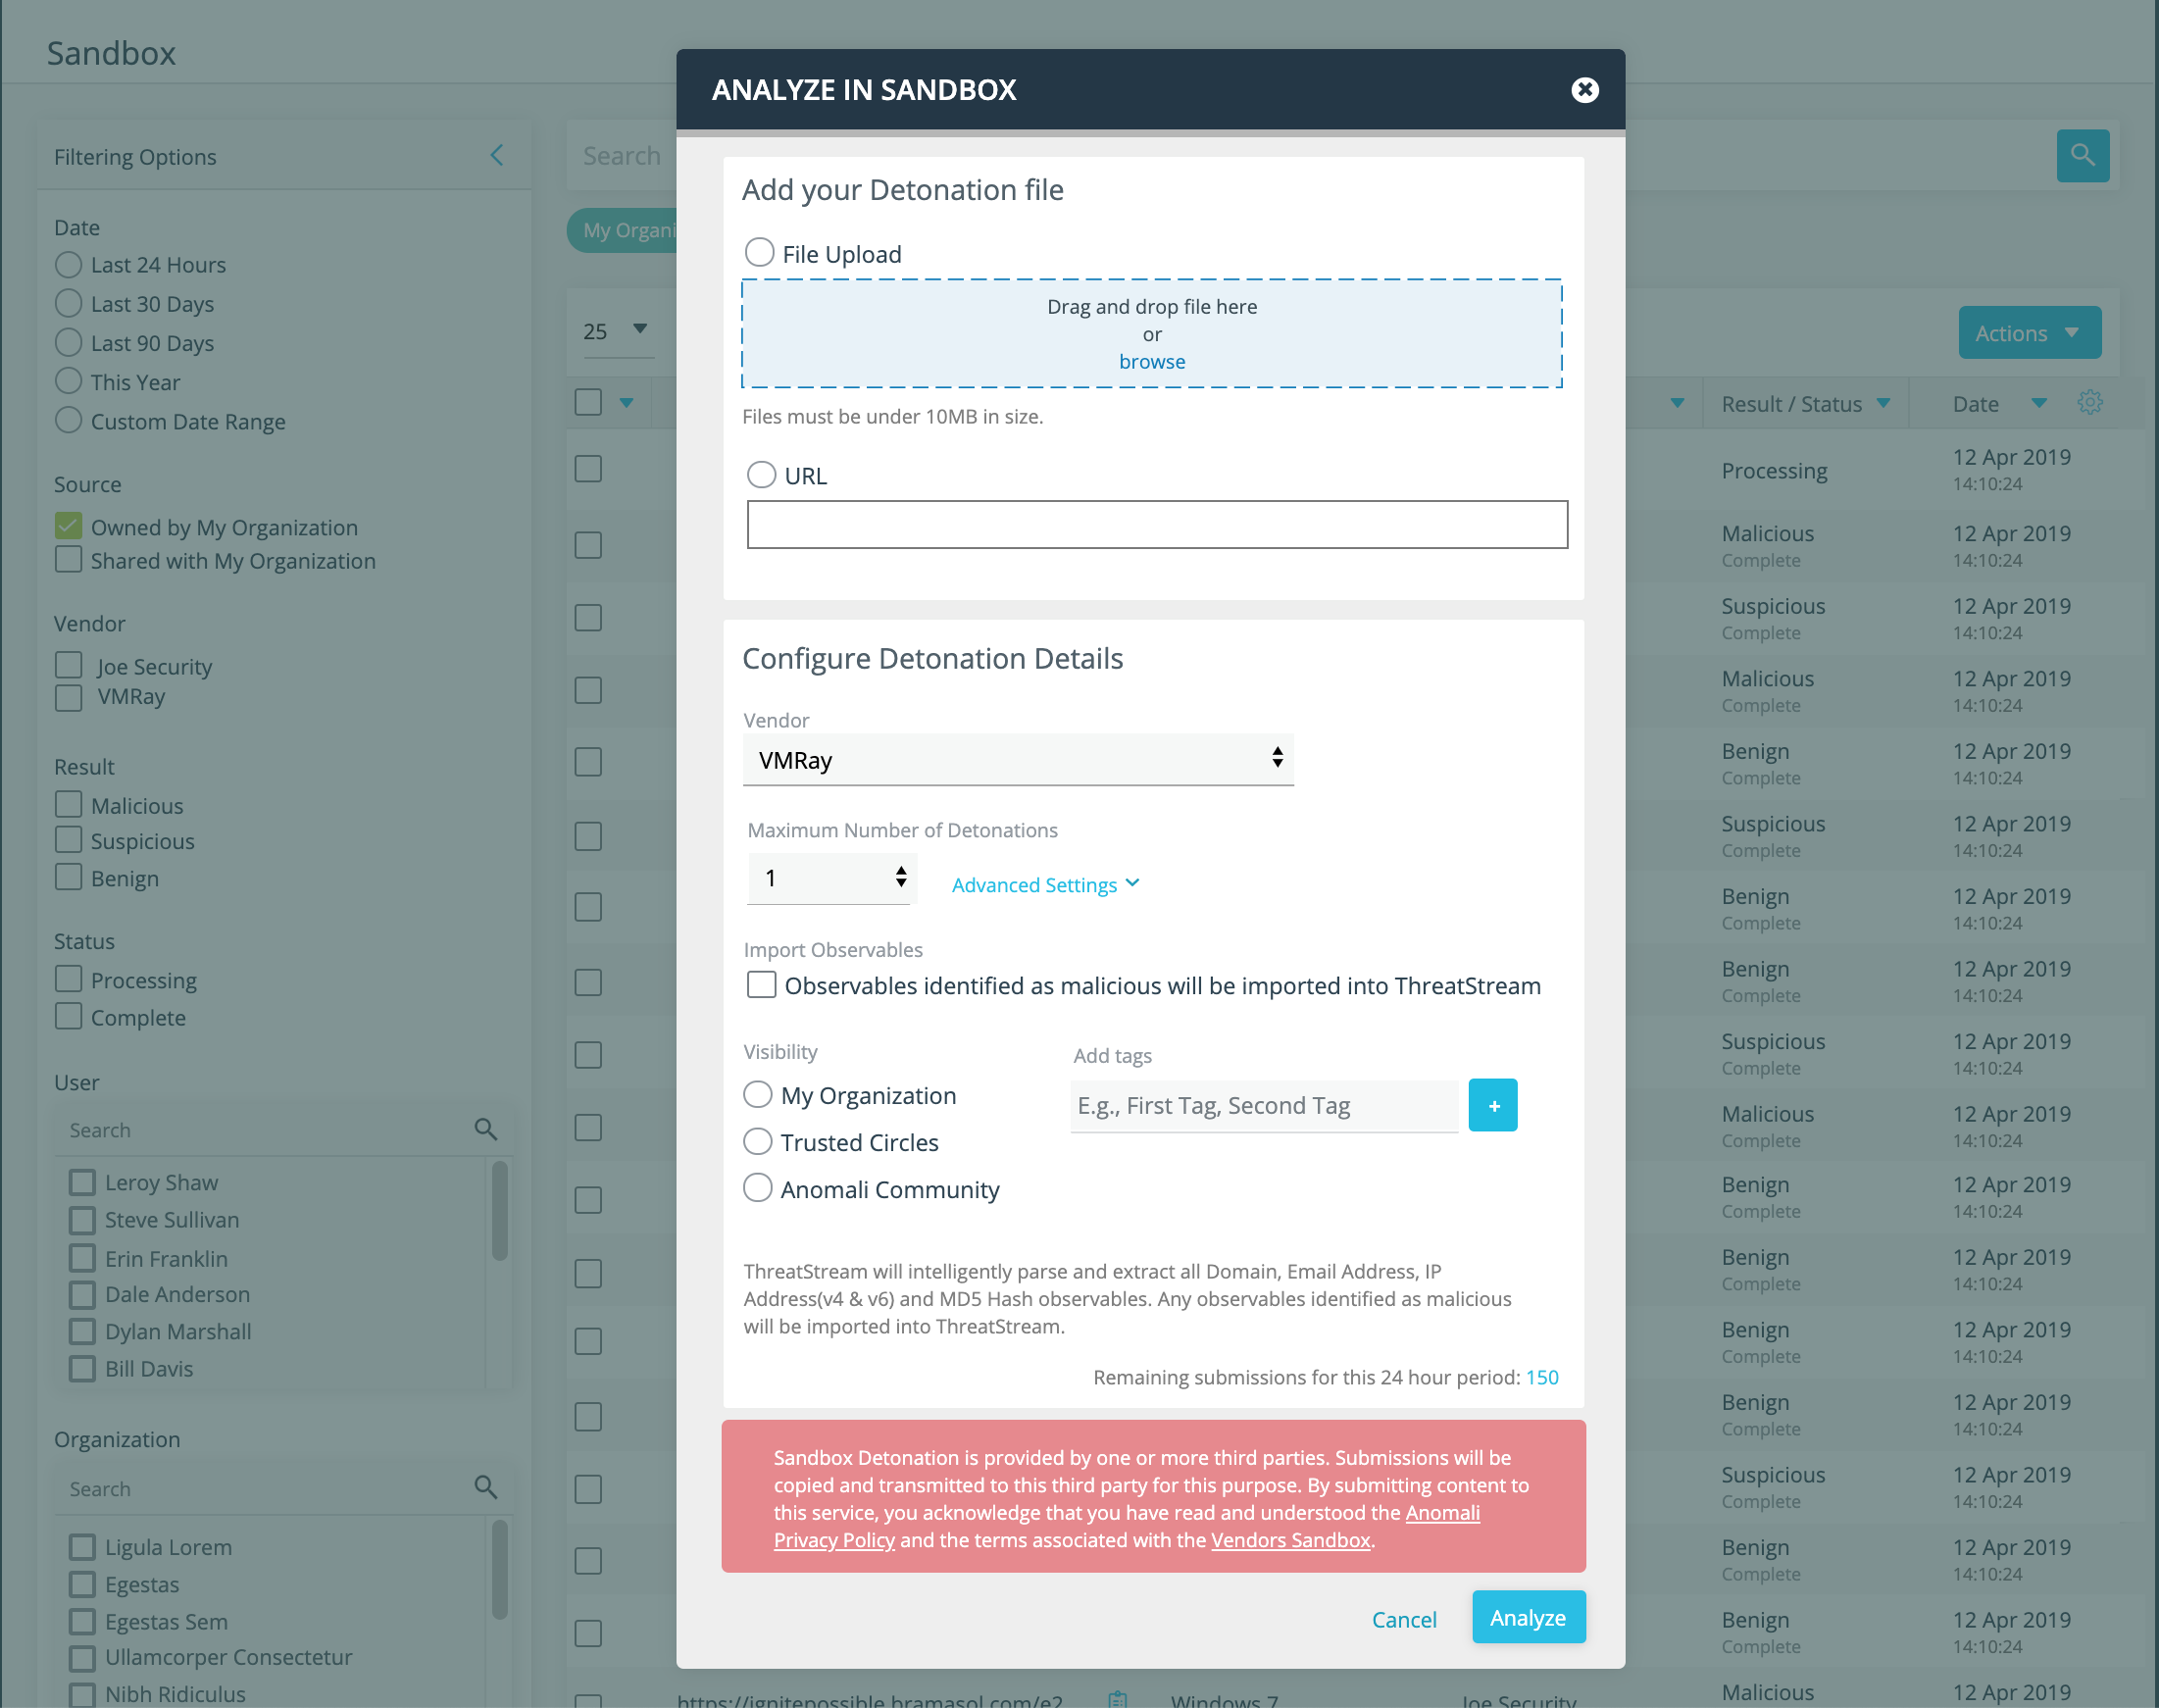 Sandbox
Filtering Options
Date
Last 24 Hours
Last 30 Days
Last 90 Days
This Year
Custom Date Range
Source
Owned by My Organization
Shared with My Organization
Vendor
Joe Security
VMRay
Result
Malicious
Suspicious
Benign
Status
Processing
Complete
User
Search
Leroy Shaw
Steve Sullivan
Erin Franklin
Dale Anderson
Dylan Marshall
Bill Davis
Organization
Search
Ligula Lorem
Egestas
Egestas Sem
Ullamcorper Consectetur
Nibh Ridiculus
Search
My Organi
25
ANALYZE IN SANDBOX
Add your Detonation file
File Upload
Drag and drop file here
or
browse
Files must be under 10MB in size.
URL
Configure Detonation Details
Vendor
VMRay
Maximum Number of Detonations
1
Advanced Settings
Import Observables
Observables identified as malicious will be imported into ThreatStream
Visibility
My Organization
Trusted Circles
Anomali Community
Add tags
E.g., First Tag, Second Tag
+
ThreatStream will intelligently parse and extract all Domain, Email Address, IP
Address(v4 & v6) and MD5 Hash observables. Any observables identified as malicious
will be imported into ThreatStream.
Remaining submissions for this 24 hour period: 150
Sandbox Detonation is provided by one or more third parties. Submissions will be
copied and transmitted to this third party for this purpose. By submitting content to
this service, you acknowledge that you have read and understood the Anomali
Privacy Policy and the terms associated with the Vendors Sandbox.
Cancel
Analyze
Actions
Result / Status Date
Processing 12 Apr 2019
14:10:24
Malicious 12 Apr 2019
Complete 14:10:24
Suspicious 12 Apr 2019
Complete 14:10:24
Malicious 12 Apr 2019
Complete 14:10:24
Benign 12 Apr 2019
Complete 14:10:24
Suspicious 12 Apr 2019
Complete 14:10:24
Benign 12 Apr 2019
Complete 14:10:24
Benign 12 Apr 2019
Complete 14:10:24
Suspicious 12 Apr 2019
Complete 14:10:24
Malicious 12 Apr 2019
Complete 14:10:24
Benign 12 Apr 2019
Complete 14:10:24
Benign 12 Apr 2019
Complete 14:10:24
Benign 12 Apr 2019
Complete 14:10:24
Benign 12 Apr 2019
Complete 14:10:24
Suspicious 12 Apr 2019
Complete 14:10:24
Benign 12 Apr 2019
Complete 14:10:24
Benign 12 Apr 2019
Complete 14:10:24
https://ignitepossible.bramasol.com/e2 Windows 7 Joe Security Malicious 12 Apr 2019